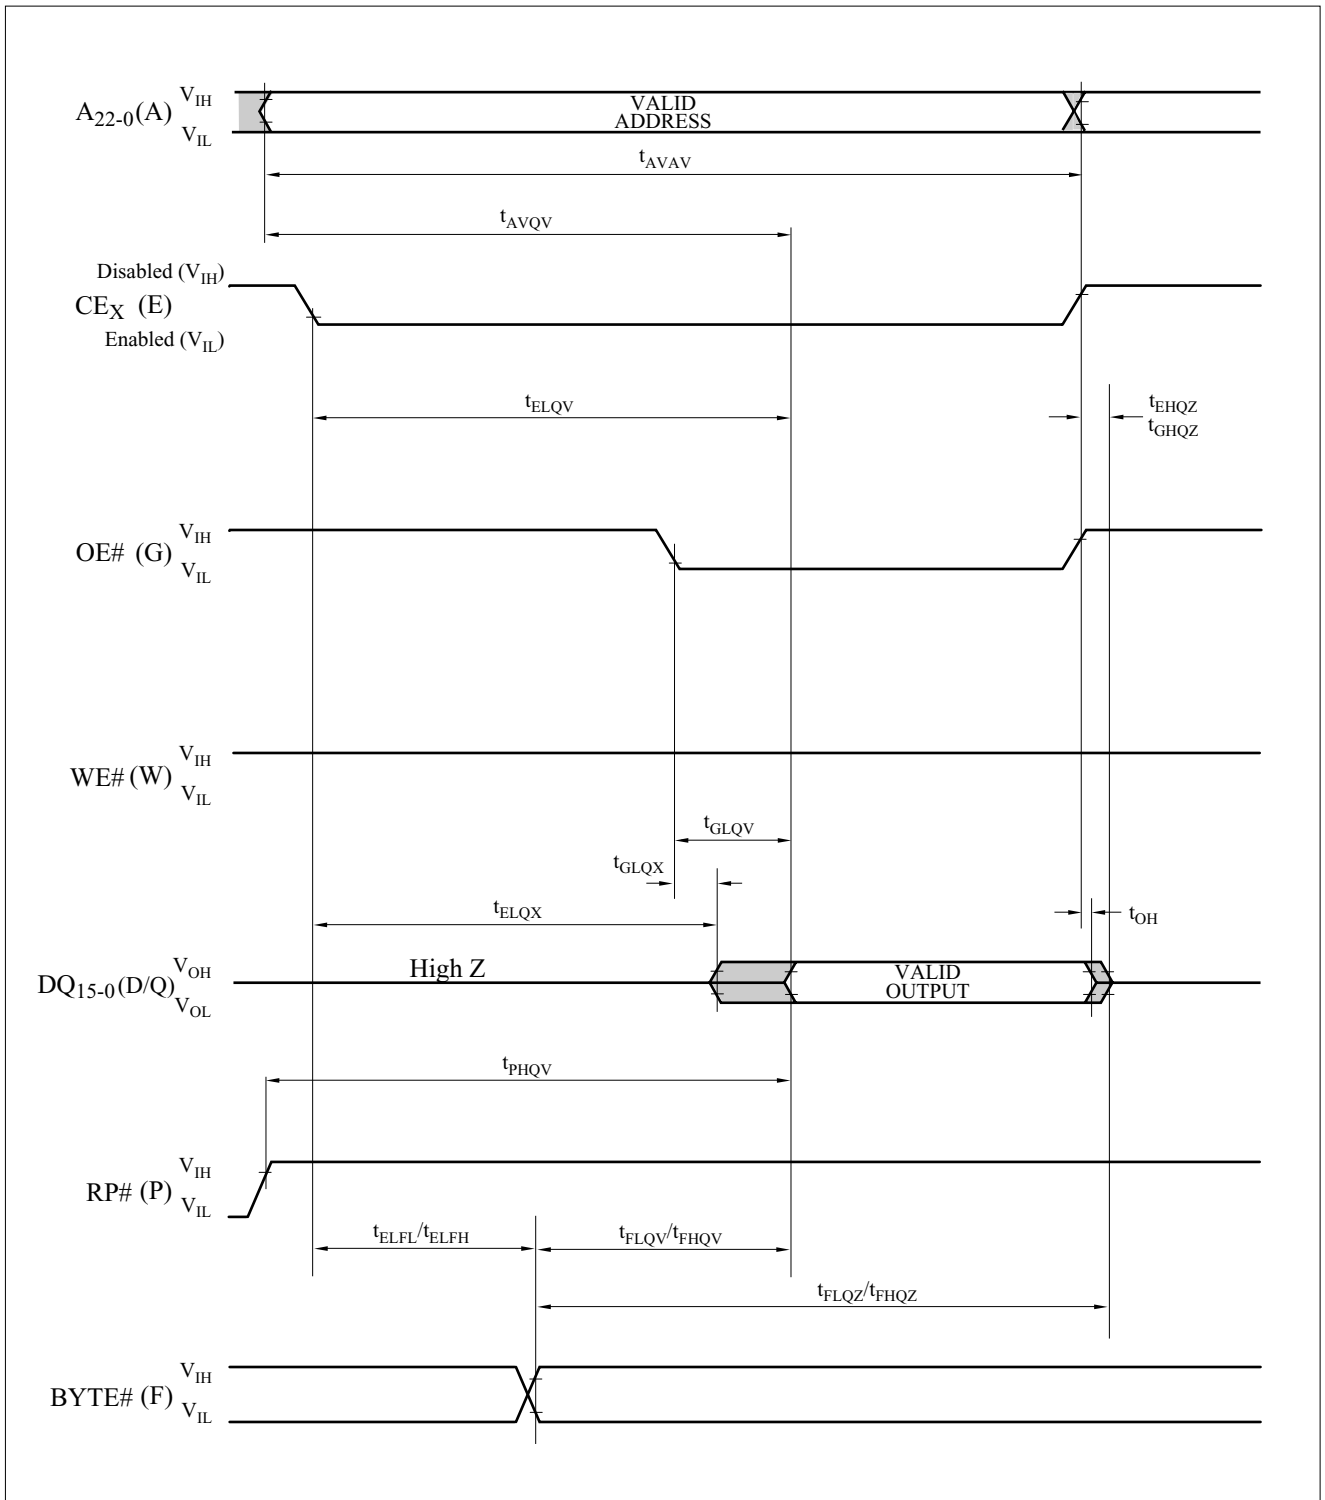 A22-0(A)
VIH
VIL
VALID
ADDRESS
tAVAV
tAVQV
Disabled (VIH)
CEX (E)
Enabled (VIL)
tELQV
tEHQZ
tGHQZ
VIH
OE# (G)
VIL
VIH
WE# (W)
VIL
tGLQV
tGLQX
tELQX
tOH
VOH
High Z
DQ15-0(D/Q)
VALID
OUTPUT
VOL
tPHQV
VIH
RP# (P)
VIL
tELFL/tELFH
tFLQV/tFHQV
tFLQZ/tFHQZ
VIH
BYTE# (F)
VIL